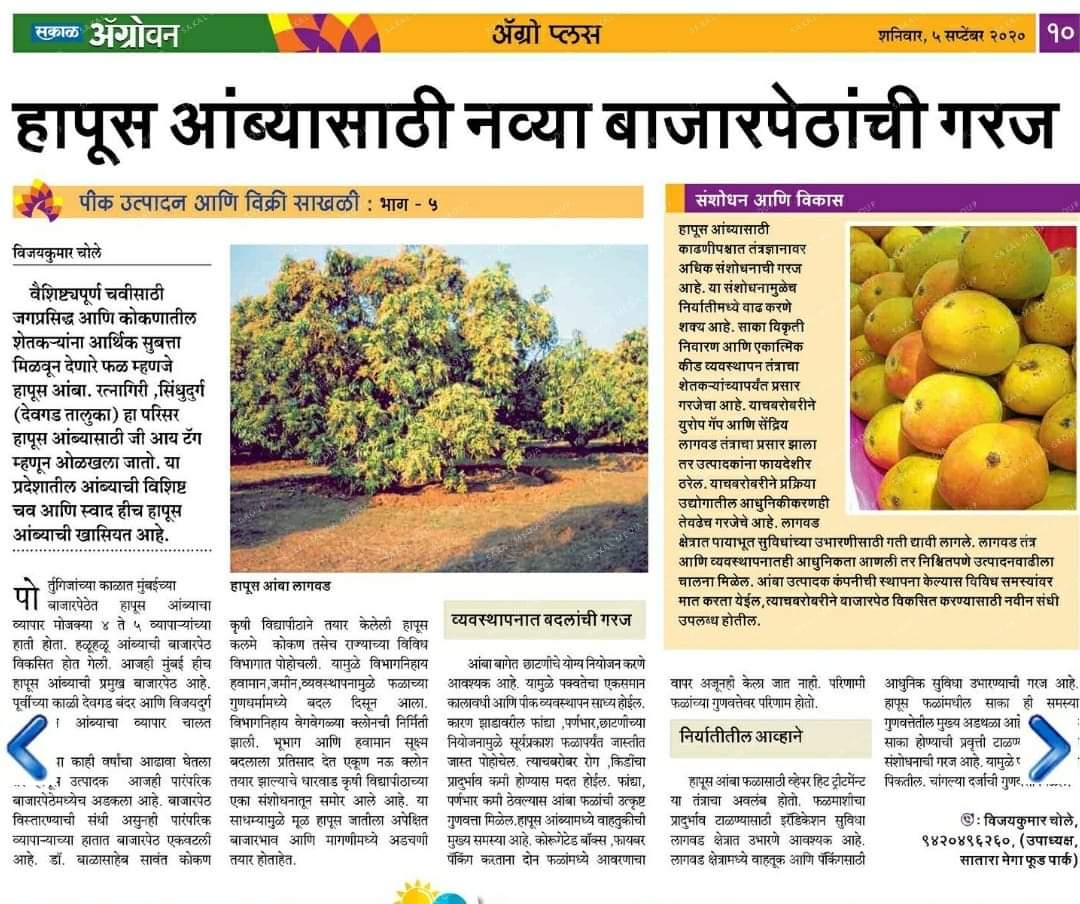 सकाळ ॲग्रोवन
ॲग्रो प्लस
शनिवार, ५ सप्टेंबर २०२०
१०
हापूस आंब्यासाठी नव्या बाजारपेठांची गरज
पीक उत्पादन आणि विक्री साखळी : भाग - ५
विजयकुमार चोले
वैशिष्ट्यपूर्ण चवीसाठी
जगप्रसिद्ध आणि कोकणातील
शेतकऱ्यांना आर्थिक सुबत्ता
मिळवून देणारे फळ म्हणजे
हापूस आंबा. रत्नागिरी ,सिंधुदुर्ग
(देवगड तालुका) हा परिसर
हापूस आंब्यासाठी जी आय टॅग
म्हणून ओळखला जातो. या
प्रदेशातील आंब्याची विशिष्ट
चव आणि स्वाद हीच हापूस
आंब्याची खासियत आहे.
पोर्तुगिजांच्या काळात मुंबईच्या
बाजारपेठेत हापूस आंब्याचा
व्यापार मोजक्या ४ ते ५ व्यापाऱ्यांच्या
हाती होता. हळूहळू आंब्याची बाजारपेठ
विकसित होत गेली. आजही मुंबई हीच
हापूस आंब्याची प्रमुख बाजारपेठ आहे.
पूर्वीच्या काळी देवगड बंदर आणि विजयदुर्ग
आंब्याचा व्यापार चालत
काही वर्षांचा आढावा घेतला
उत्पादक आजही पारंपरिक
बाजारपेठेमध्येच अडकला आहे. बाजारपेठ
विस्तारण्याची संधी असुनही पारंपरिक
व्यापाऱ्याच्या हातात बाजारपेठ एकवटली
आहे. डॉ. बाळासाहेब सावंत कोकण
हापूस आंबा लागवड
कृषी विद्यापीठाने तयार केलेली हापूस
कलमे कोकण तसेच राज्याच्या विविध
विभागात पोहोचली. यामुळे विभागनिहाय
हवामान,जमीन,व्यवस्थापनामुळे फळाच्या
गुणधर्मामध्ये बदल दिसून आला.
विभागनिहाय वेगवेगळ्या क्लोनची निर्मिती
झाली. भूभाग आणि हवामान सूक्ष्म
बदलाला प्रतिसाद देत एकूण नऊ क्लोन
तयार झाल्याचे धारवाड कृषी विद्यापीठाच्या
एका संशोधनातून समोर आले आहे. या
साधम्यामुळे मूळ हापूस जातीला अपेक्षित
बाजारभाव आणि मागणीमध्ये अडचणी
तयार होताहेत.
व्यवस्थापनात बदलांची गरज
आंबा बागेत छाटणीचे योग्य नियोजन करणे
आवश्यक आहे. यामुळे पक्वतेचा एकसमान
कालावधी आणि पीक व्यवस्थापन साध्य होईल.
कारण झाडावरील फांद्या ,पर्णभार,छाटणीच्या
नियोजनामुळे सूर्यप्रकाश फळापर्यंत जास्तीत
जास्त पोहोचेल. त्याचबरोबर रोग ,किडींचा
प्रादुर्भाव कमी होण्यास मदत होईल. फांद्या,
पर्णभार कमी ठेवल्यास आंबा फळांची उत्कृष्ट
गुणवत्ता मिळेल.हापूस आंब्यामध्ये वाहतुकीची
मुख्य समस्या आहे. कोरूगेटेड बॉक्स ,फायबर
पॅकिंग करताना दोन फळांमध्ये आवरणाचा
संशोधन आणि विकास
हापूस आंब्यासाठी
काढणीपश्चात तंत्रज्ञानावर
अधिक संशोधनाची गरज
आहे. या संशोधनामुळेच
निर्यातीमध्ये वाढ करणे
शक्य आहे. साका विकृती
निवारण आणि एकात्मिक
कीड व्यवस्थापन तंत्राचा
शेतकऱ्यांच्यापर्यंत प्रसार
गरजेचा आहे. याचबरोबरीने
युरोप गॅप आणि सेंद्रिय
लागवड तंत्राचा प्रसार झाला
तर उत्पादकांना फायदेशीर
ठरेल. याचबरोबरीने प्रक्रिया
उद्योगातील आधुनिकीकरणही
तेवढेच गरजेचे आहे. लागवड
क्षेत्रात पायाभूत सुविधांच्या उभारणीसाठी गती द्यावी लागले. लागवड तंत्र
आणि व्यवस्थापनातही आधुनिकता आणली तर निश्चितपणे उत्पादनवाढीला
चालना मिळेल. आंबा उत्पादक कंपनीची स्थापना केल्यास विविध समस्यांवर
मात करता येईल,त्याचबरोबरीने बाजारपेठ विकसित करण्यासाठी नवीन संधी
उपलब्ध होतील.
वापर अजूनही केला जात नाही. परिणामी
फळांच्या गुणवत्तेवर परिणाम होतो.
निर्यातीतील आव्हाने
हापूस आंबा फळासाठी व्हेपर हिट ट्रीटमेंन्ट
या तंत्राचा अवलंब होतो. फळमाशीचा
प्रादुर्भाव टाळण्यासाठी इरॅडिकेशन सुविधा
लागवड क्षेत्रात उभारणे आवश्यक आहे.
लागवड क्षेत्रामध्ये वाहतूक आणि पॅकिंगसाठी
आधुनिक सुविधा उभारण्याची गरज आहे.
हापूस फळांमधील साका ही समस्या
गुणवत्तेतील मुख्य अडथळा
साका होण्याची प्रवृत्ती
संशोधनाची गरज आहे. यामुळे
पिकतील. चांगल्या दर्जाची
: विजयकुमार चोले,
९४२०४९६२६०, (उपाध्यक्ष,
सातारा मेगा फूड पार्क)